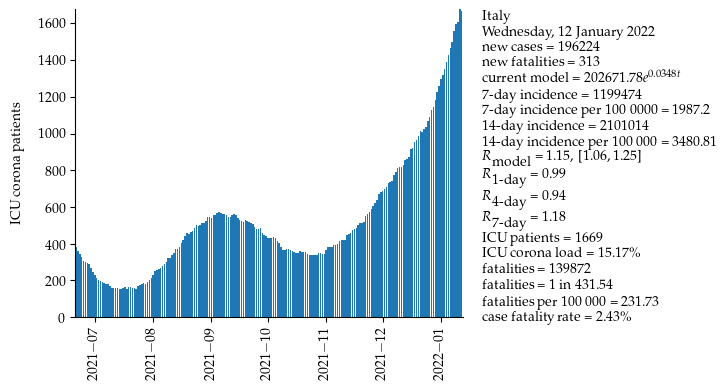 ICU corona patients
1600
1400
1200
1000
800
600
400
200
0
2021−07
2021−08
2021−09
2021−10
2021−11
2021−12
2022−01
Italy
Wednesday, 12 January 2022
new cases = 196224
new fatalities = 313
current model = 202671.78e^0.0348t
7-day incidence = 1199474
7-day incidence per 100 0000 = 1987.2
14-day incidence = 2101014
14-day incidence per 100 000 = 3480.81
R_model = 1.15, [1.06, 1.25]
R_1-day = 0.99
R_4-day = 0.94
R_7-day = 1.18
ICU patients = 1669
ICU corona load = 15.17%
fatalities = 139872
fatalities = 1 in 431.54
fatalities per 100 000 = 231.73
case fatality rate = 2.43%